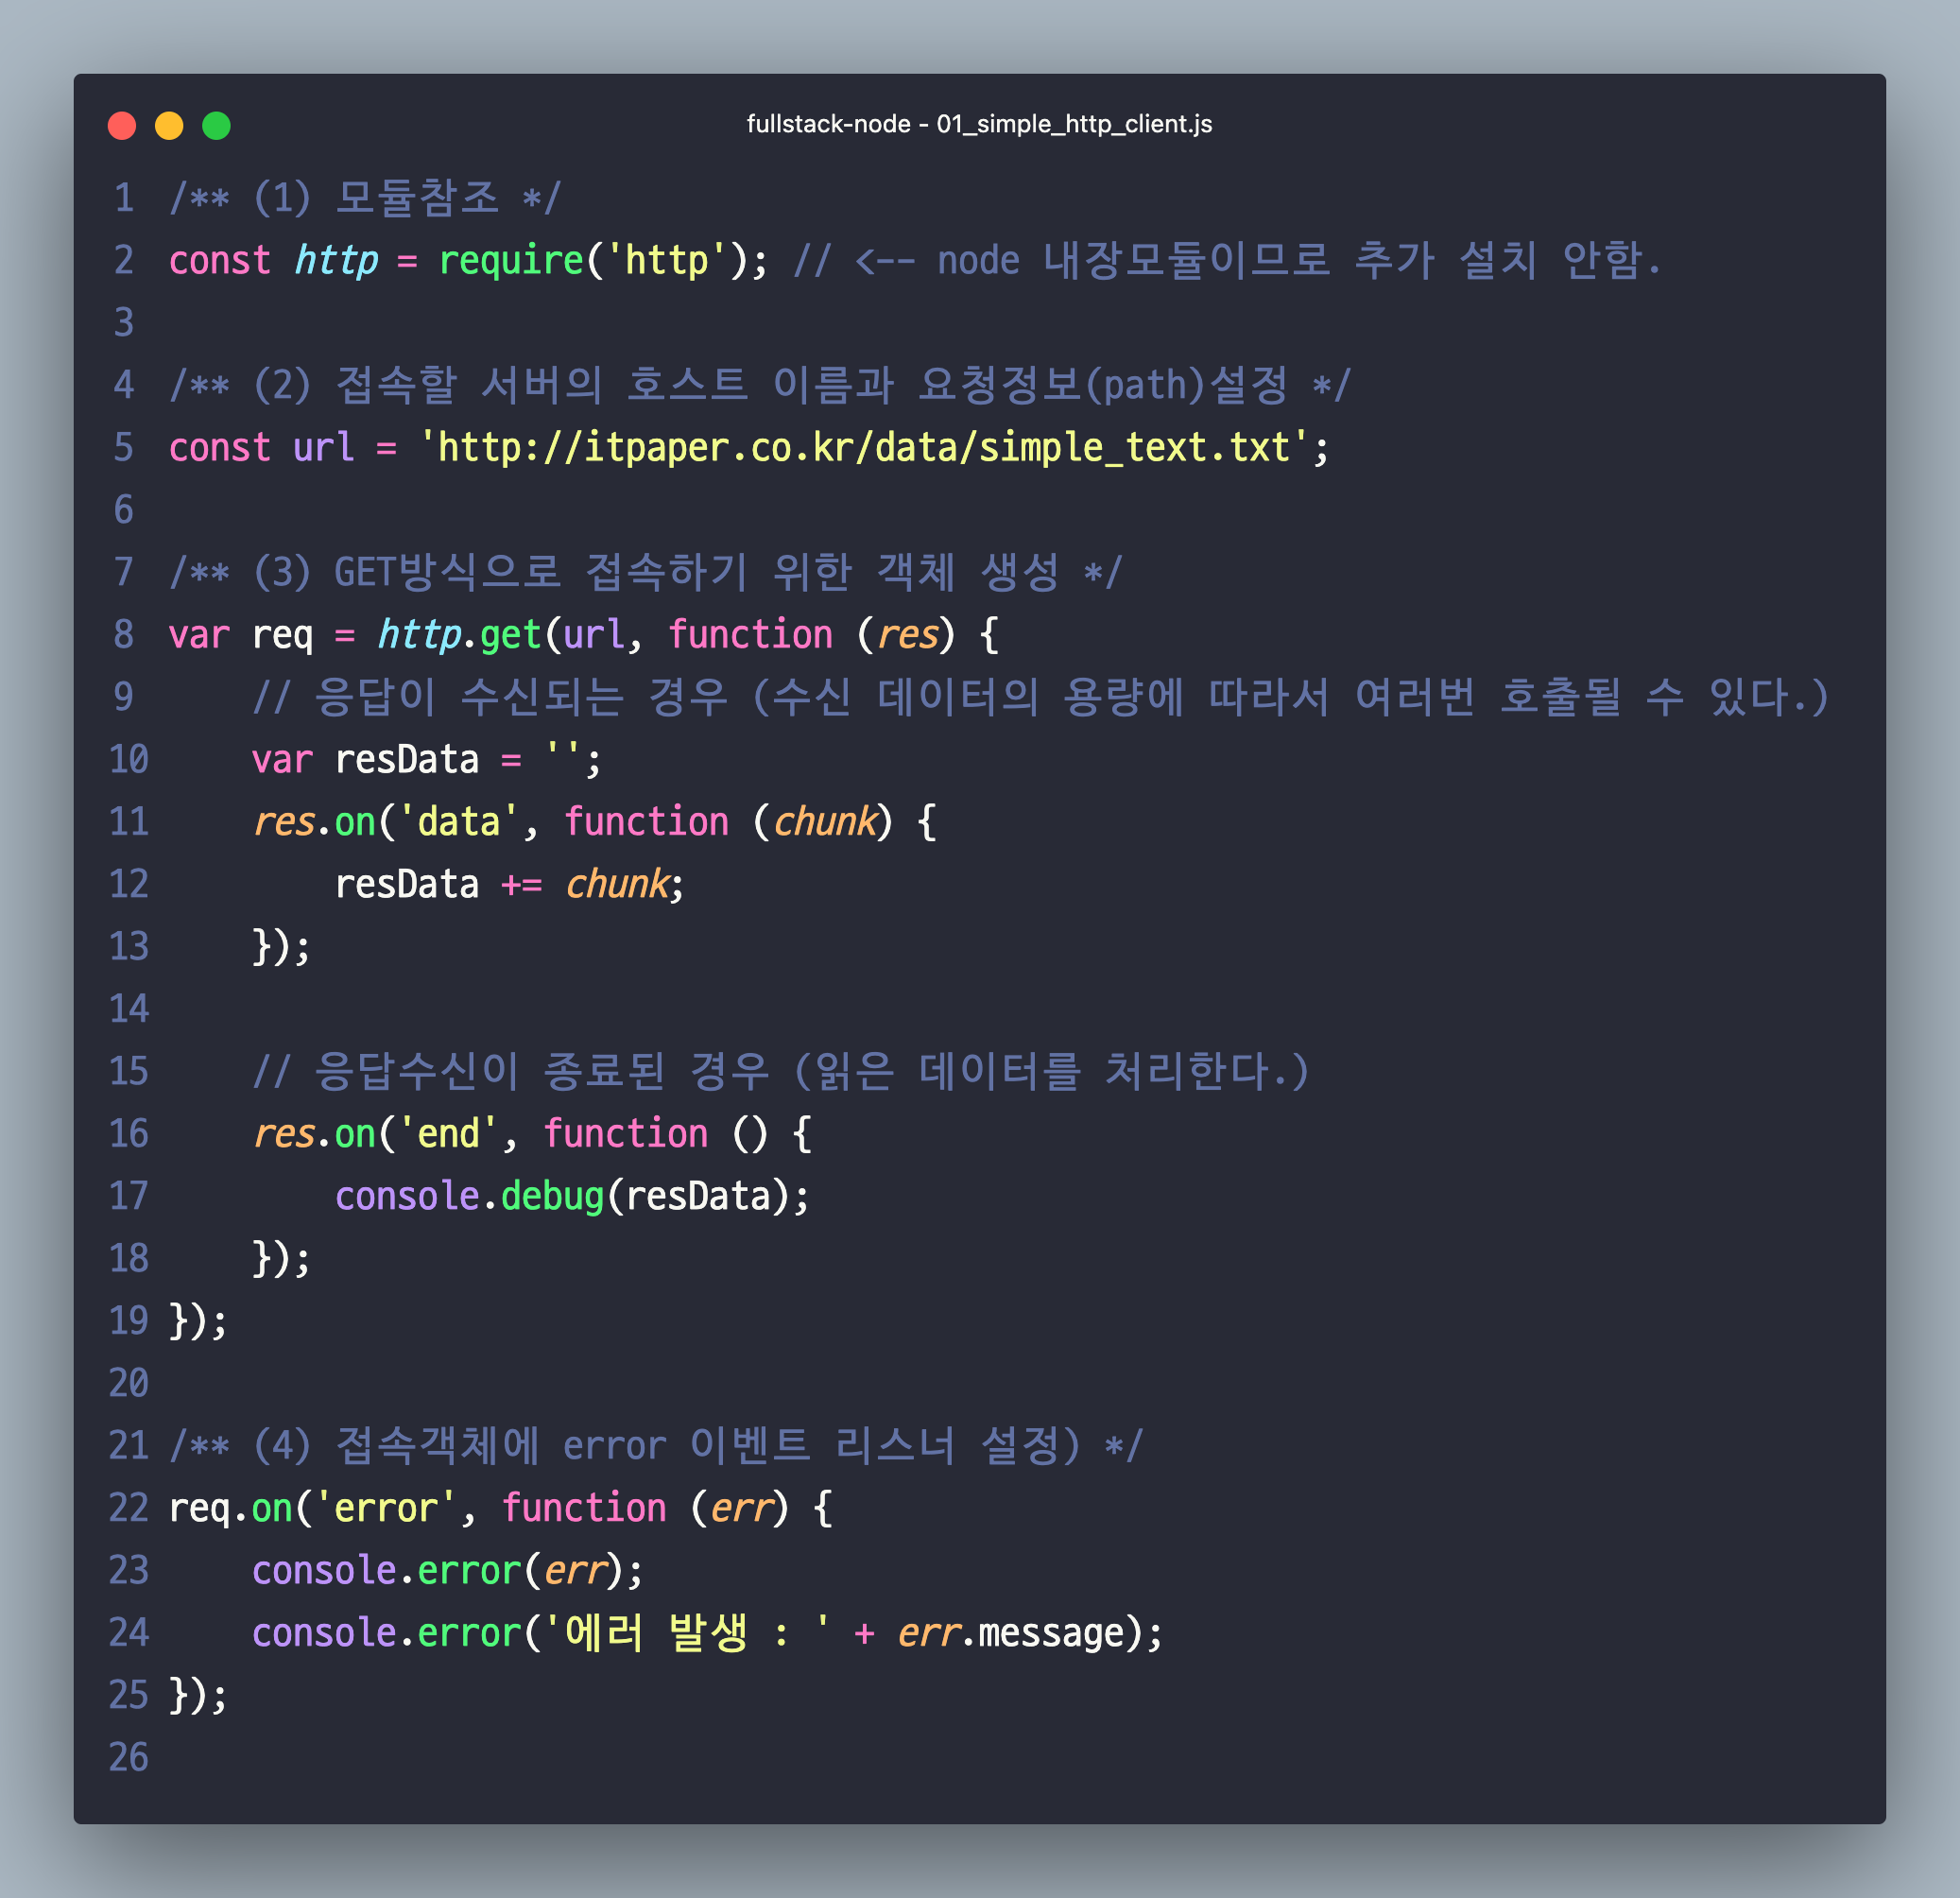 fullstack-node - 01_simple_http_client.js
1 /** (1) 모듈참조 */
2 const http = require('http'); // <-- node 내장모듈이므로 추가 설치 안함.
3
4 /** (2) 접속할 서버의 호스트 이름과 요청정보(path)설정 */
5 const url = 'http://itpaper.co.kr/data/simple_text.txt';
6
7 /** (3) GET방식으로 접속하기 위한 객체 생성 */
8 var req = http.get(url, function (res) {
9     // 응답이 수신되는 경우 (수신 데이터의 용량에 따라서 여러번 호출될 수 있다.)
10     var resData = '';
11     res.on('data', function (chunk) {
12         resData += chunk;
13     });
14
15     // 응답수신이 종료된 경우 (읽은 데이터를 처리한다.)
16     res.on('end', function () {
17         console.debug(resData);
18     });
19 });
20
21 /** (4) 접속객체에 error 이벤트 리스너 설정) */
22 req.on('error', function (err) {
23     console.error(err);
24     console.error('에러 발생 : ' + err.message);
25 });
26